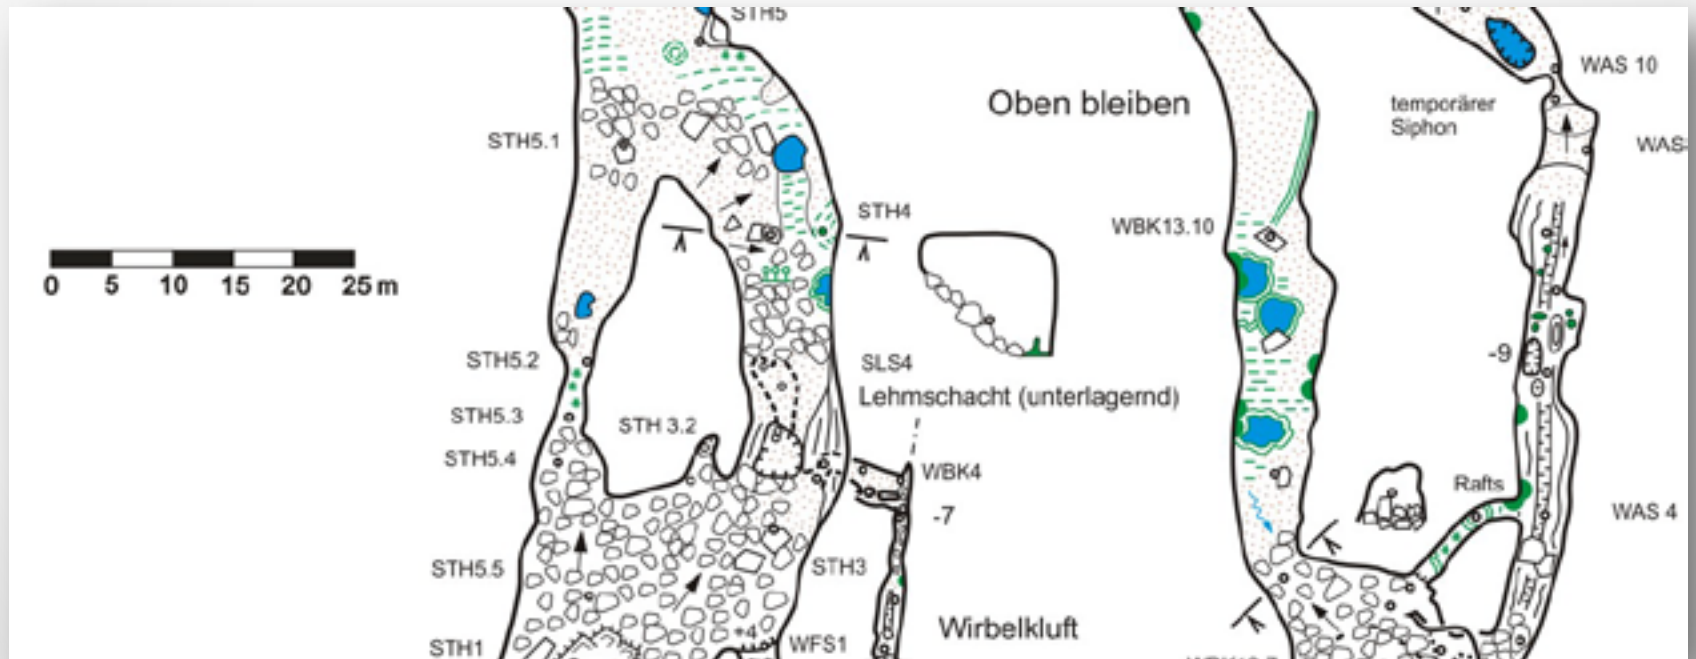 STH5
WAS 10
Oben bleiben
temporärer
Siphon
STH5.1
WAS
STH4
WBK13.10
0 5 10 15 20 25 m
STH5.2
SLS4
-9
Lehmschacht (unterlagernd)
STH5.3
STH 3.2
STH5.4
WBK4
Rafts
-7
WAS 4
STH5.5
STH3
Wirbelkluft
+4
WFS1
STH1